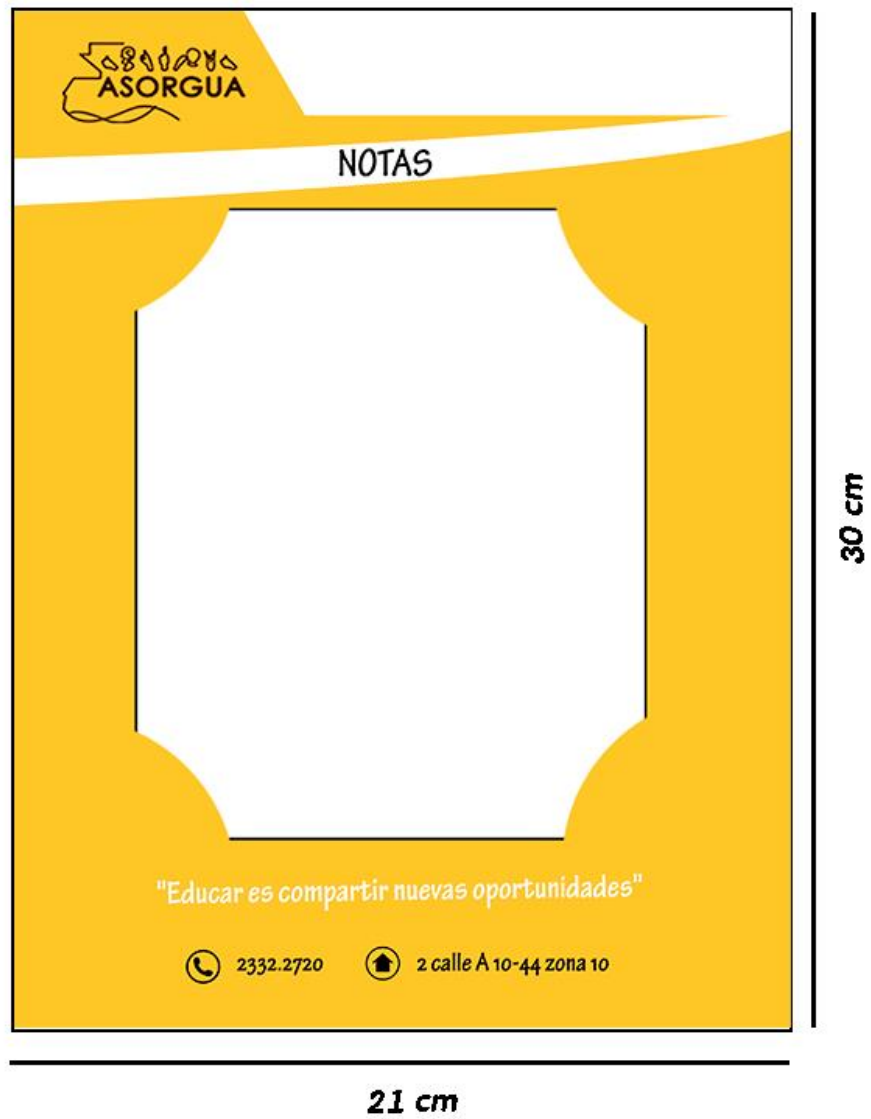 ASORGUA
NOTAS
30 cm
"Educar es compartir nuevas oportunidades"
2332.2720 2 calle A 10-44 zona 10
21 cm